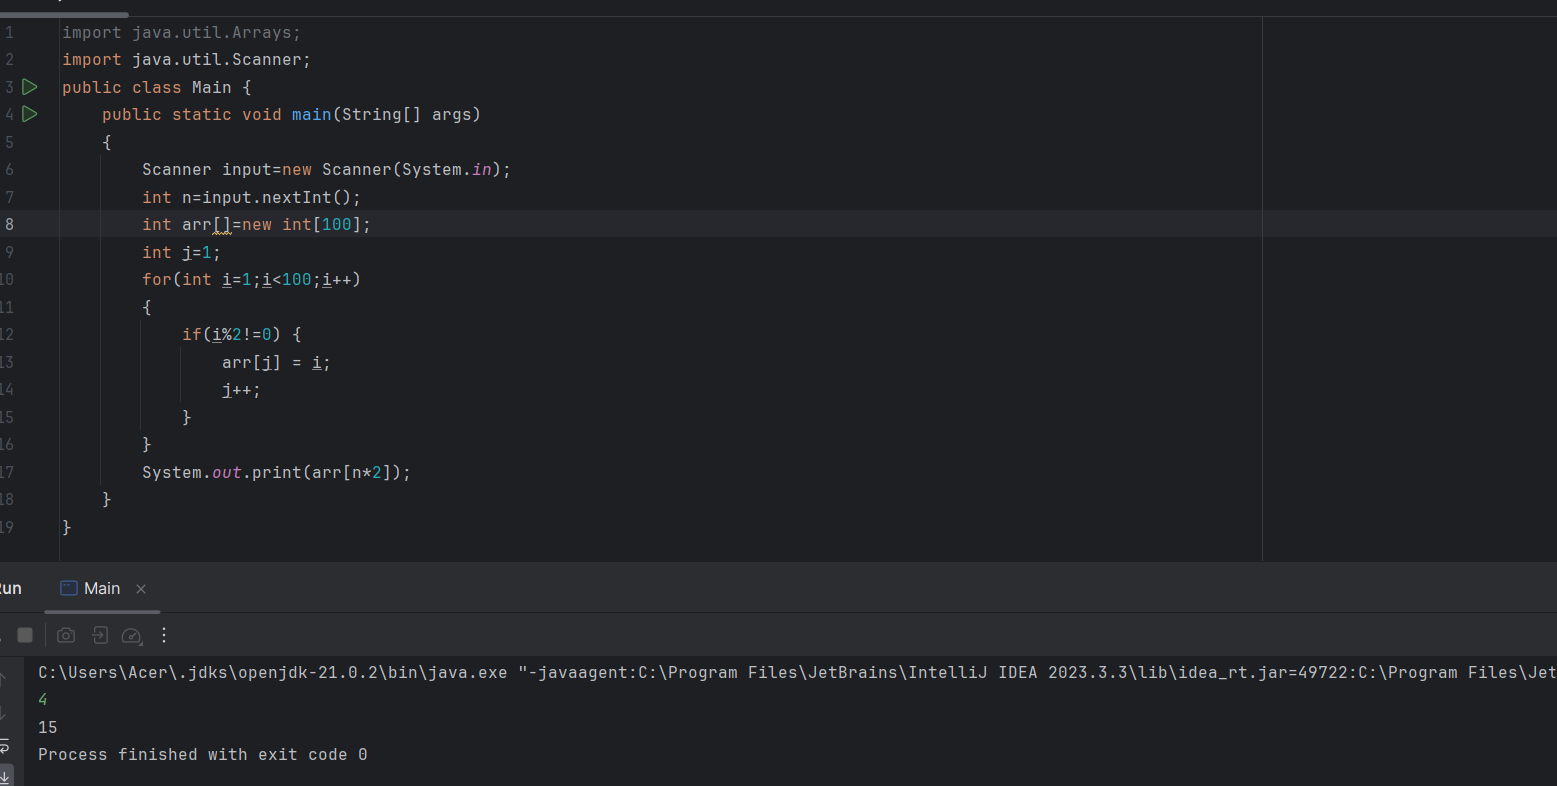 1 import java.util.Arrays;
2 import java.util.Scanner;
3 public class Main {
4 public static void main(String[] args)
5 {
6 Scanner input=new Scanner(System.in);
7 int n=input.nextInt();
8 int arr[]=new int[100];
9 int j=1;
10 for(int i=1;i<100;i++)
11 {
12 if(i%2!=0) {
13 arr[j] = i;
14 j++;
15 }
16 }
17 System.out.print(arr[n*2]);
18 }
19 }
Run Main ×
C:\Users\Acer\.jdks\openjdk-21.0.2\bin\java.exe "-javaagent:C:\Program Files\JetBrains\IntelliJ IDEA 2023.3.3\lib\idea_rt.jar=49722:C:\Program Files\Jet
4
15
Process finished with exit code 0